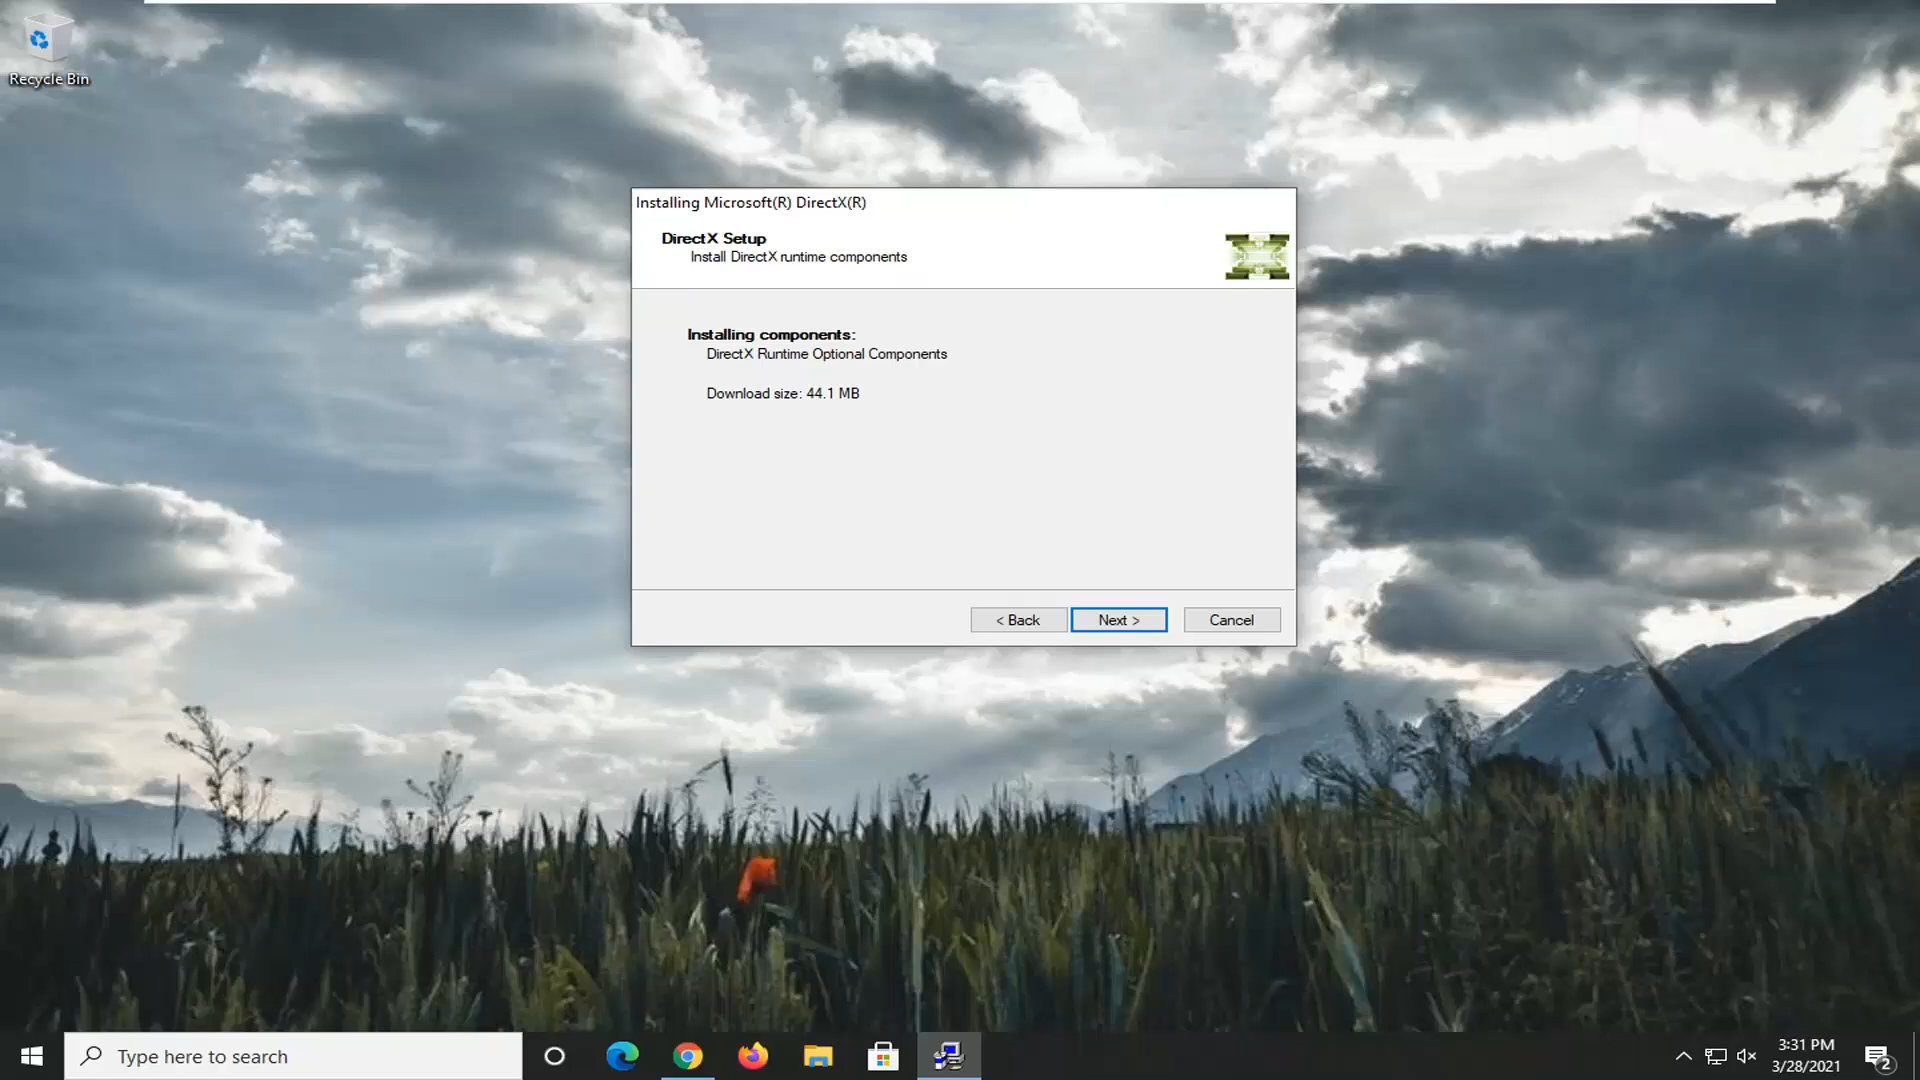 Recycle Bin
Installing Microsoft(R) DirectX(R)
DirectX Setup
Install DirectX runtime components
Installing components:
DirectX Runtime Optional Components
Download size: 44.1 MB
< Back
Next >
Cancel
Type here to search
3:31 PM
3/28/2021
2